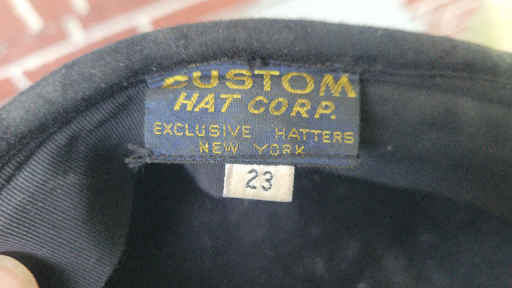 CUSTOM
HAT CORP.
EXCLUSIVE HATTERS
NEW YORK
23